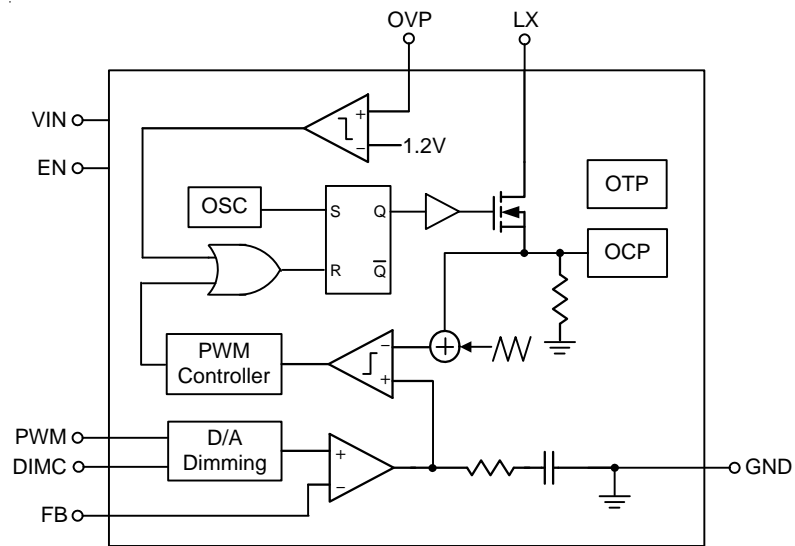 OVP
LX
VIN
EN
+
−
1.2V
OTP
OSC
S
Q
R
Q̅
OCP
PWM
Controller
−
+
+
PWM
DIMC
D/A
Dimming
+
−
GND
FB